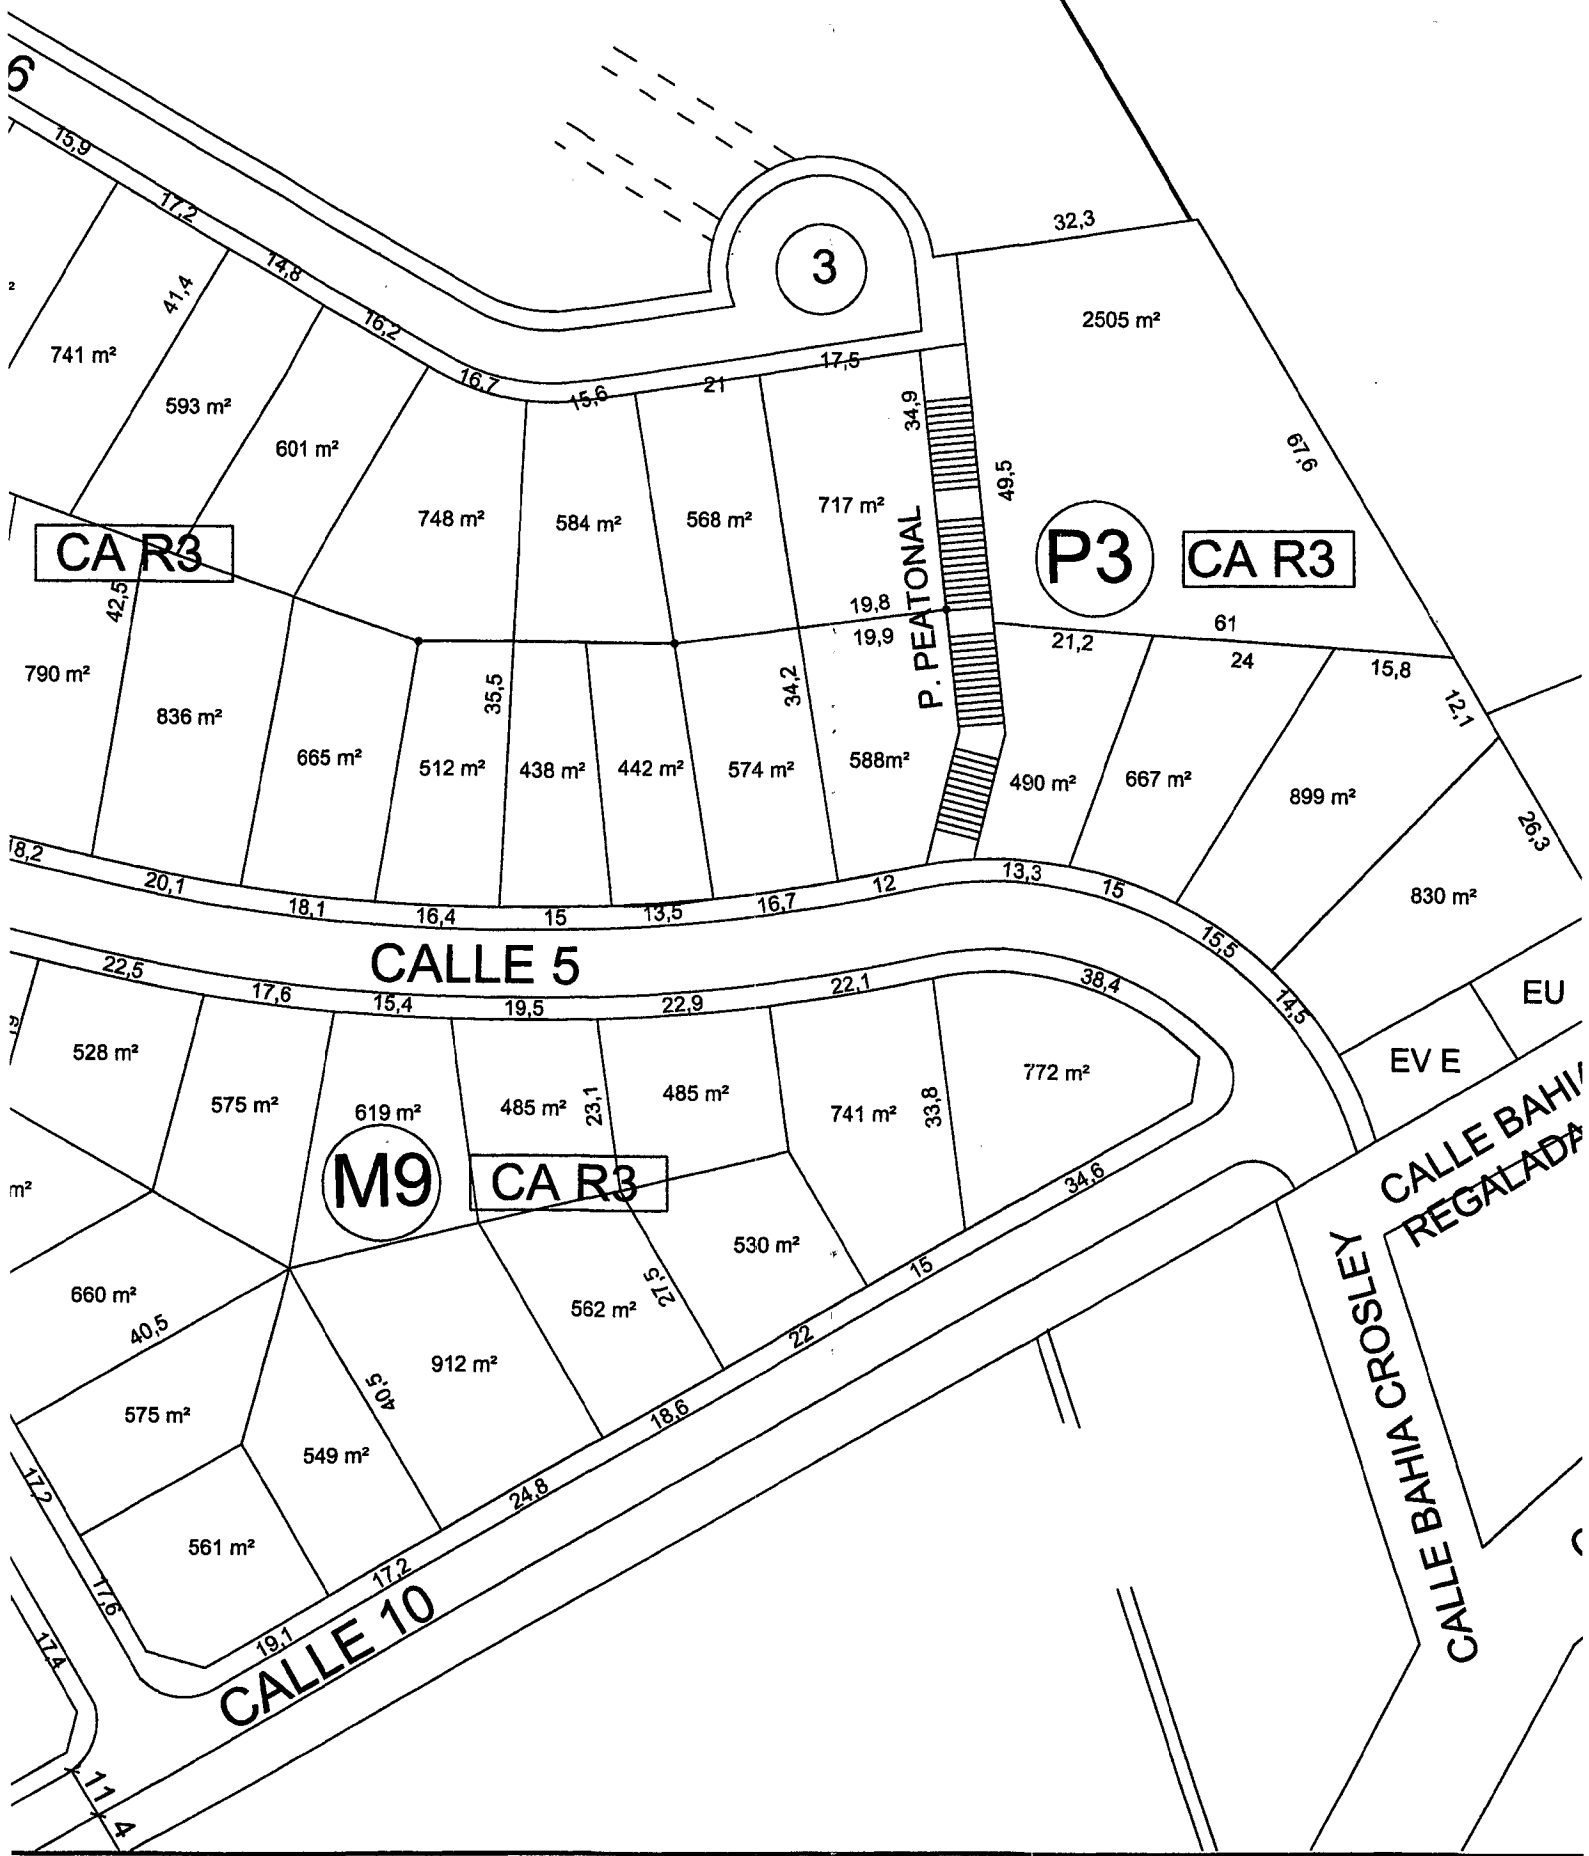 6
15,9
17,2
14,8
16,2
16,7
15,6
21
17,5
32,3
3
2505 m²
41,4
741 m²
593 m²
601 m²
748 m²
584 m²
568 m²
717 m²
34,9
49,5
67,6
P. PEATONAL
P3
CA R3
CA R3
42,5
19,8
19,9
61
21,2
24
15,8
12,1
26,3
790 m²
836 m²
665 m²
512 m²
35,5
438 m²
442 m²
574 m²
34,2
588m²
490 m²
667 m²
899 m²
830 m²
18,2
20,1
18,1
16,4
15
13,5
16,7
12
13,3
15
15,5
14,5
CALLE 5
22,5
17,6
15,4
19,5
22,9
22,1
38,4
EU
EV E
528 m²
575 m²
619 m²
485 m²
23,1
485 m²
741 m²
33,8
772 m²
M9
CA R3
m²
34,6
CALLE BAHIA
REGALADA
CALLE BAHIA CROSLEY
660 m²
40,5
530 m²
562 m²
27,5
15
22
912 m²
40,5
18,6
575 m²
549 m²
24,8
17,2
561 m²
17,2
17,6
19,1
CALLE 10
17,4
11
4